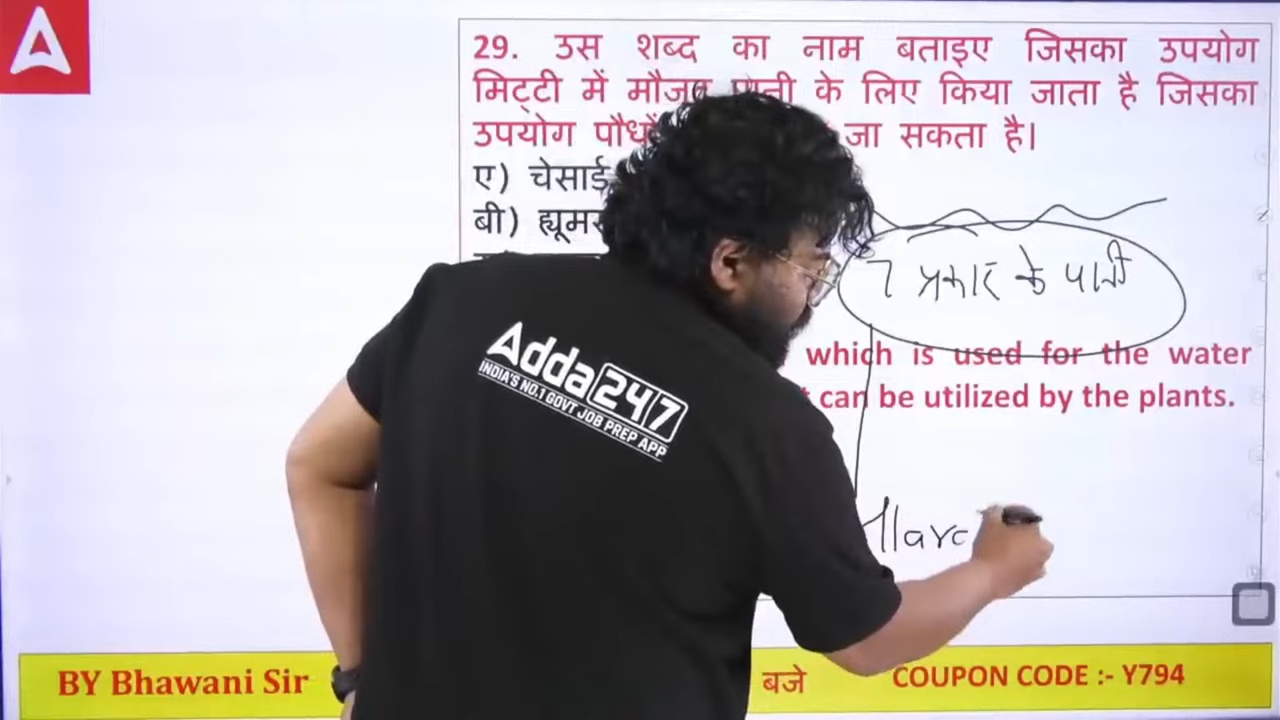 29. उस शब्द का नाम बताइए जिसका उपयोग
मिट्टी में मौजूद पानी के लिए किया जाता है जिसका
उपयोग पौधों जा सकता है।
ए) चेसाई
बी)
7 प्रकार के पानी
which is used for the water
can be utilized by the plants.
Adda247
INDIA'S NO.1 GOVT JOB PREP APP
BY Bhawani Sir
बजे
COUPON CODE :- Y794